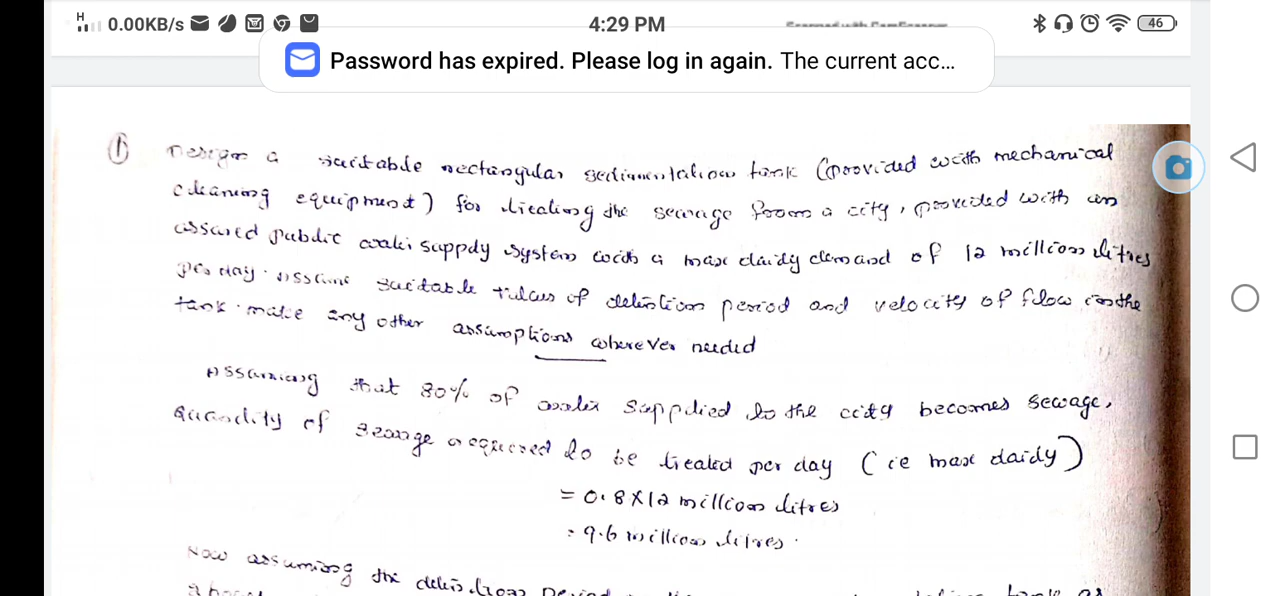 H
0.00KB/s
4:29 PM
46
Password has expired. Please log in again. The current acc...
① Design a suitable rectangular sedimentation tank (provided with mechanical
cleaning equipment) for treating the sewage from a city, provided with an
assured public water supply system with a max daily demand of 12 million litres
per day. Assume suitable values of detention period and velocity of flow in the
tank. make any other assumptions wherever needed
Assuming that 80% of water supplied to the city becomes sewage,
Quantity of sewage required to be treated per day (ie max daily)
= 0.8X12 million litres
= 9.6 million litres.
Now assuming the detention period